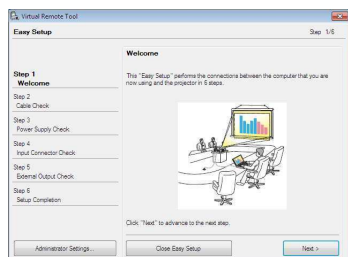 Virtual Remote Tool
Easy Setup
Step 1/6
Welcome
Step 1
Welcome
This "Easy Setup" performs the connections between the computer that you are
now using and the projector in 6 steps.
Step 2
Cable Check
Step 3
Power Supply Check
Step 4
Input Connector Check
Step 5
External Output Check
Step 6
Setup Completion
Click "Next" to advance to the next step.
Administrator Settings...
Close Easy Setup
Next >